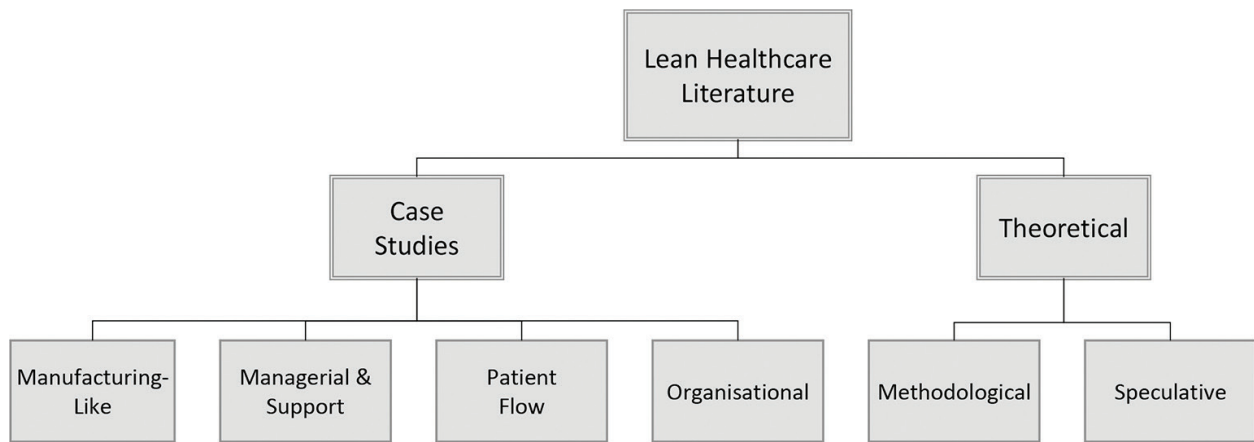 Lean Healthcare
Literature
Case
Studies
Theoretical
Manufacturing-
Like
Managerial &
Support
Patient
Flow
Organisational
Methodological
Speculative